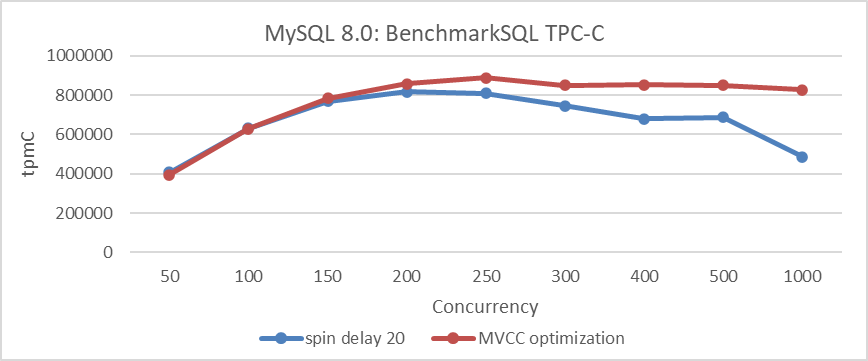 MySQL 8.0: BenchmarkSQL TPC-C
1000000
800000
600000
400000
200000
0
tpmC
50 100 150 200 250 300 400 500 1000
Concurrency
spin delay 20 MVCC optimization